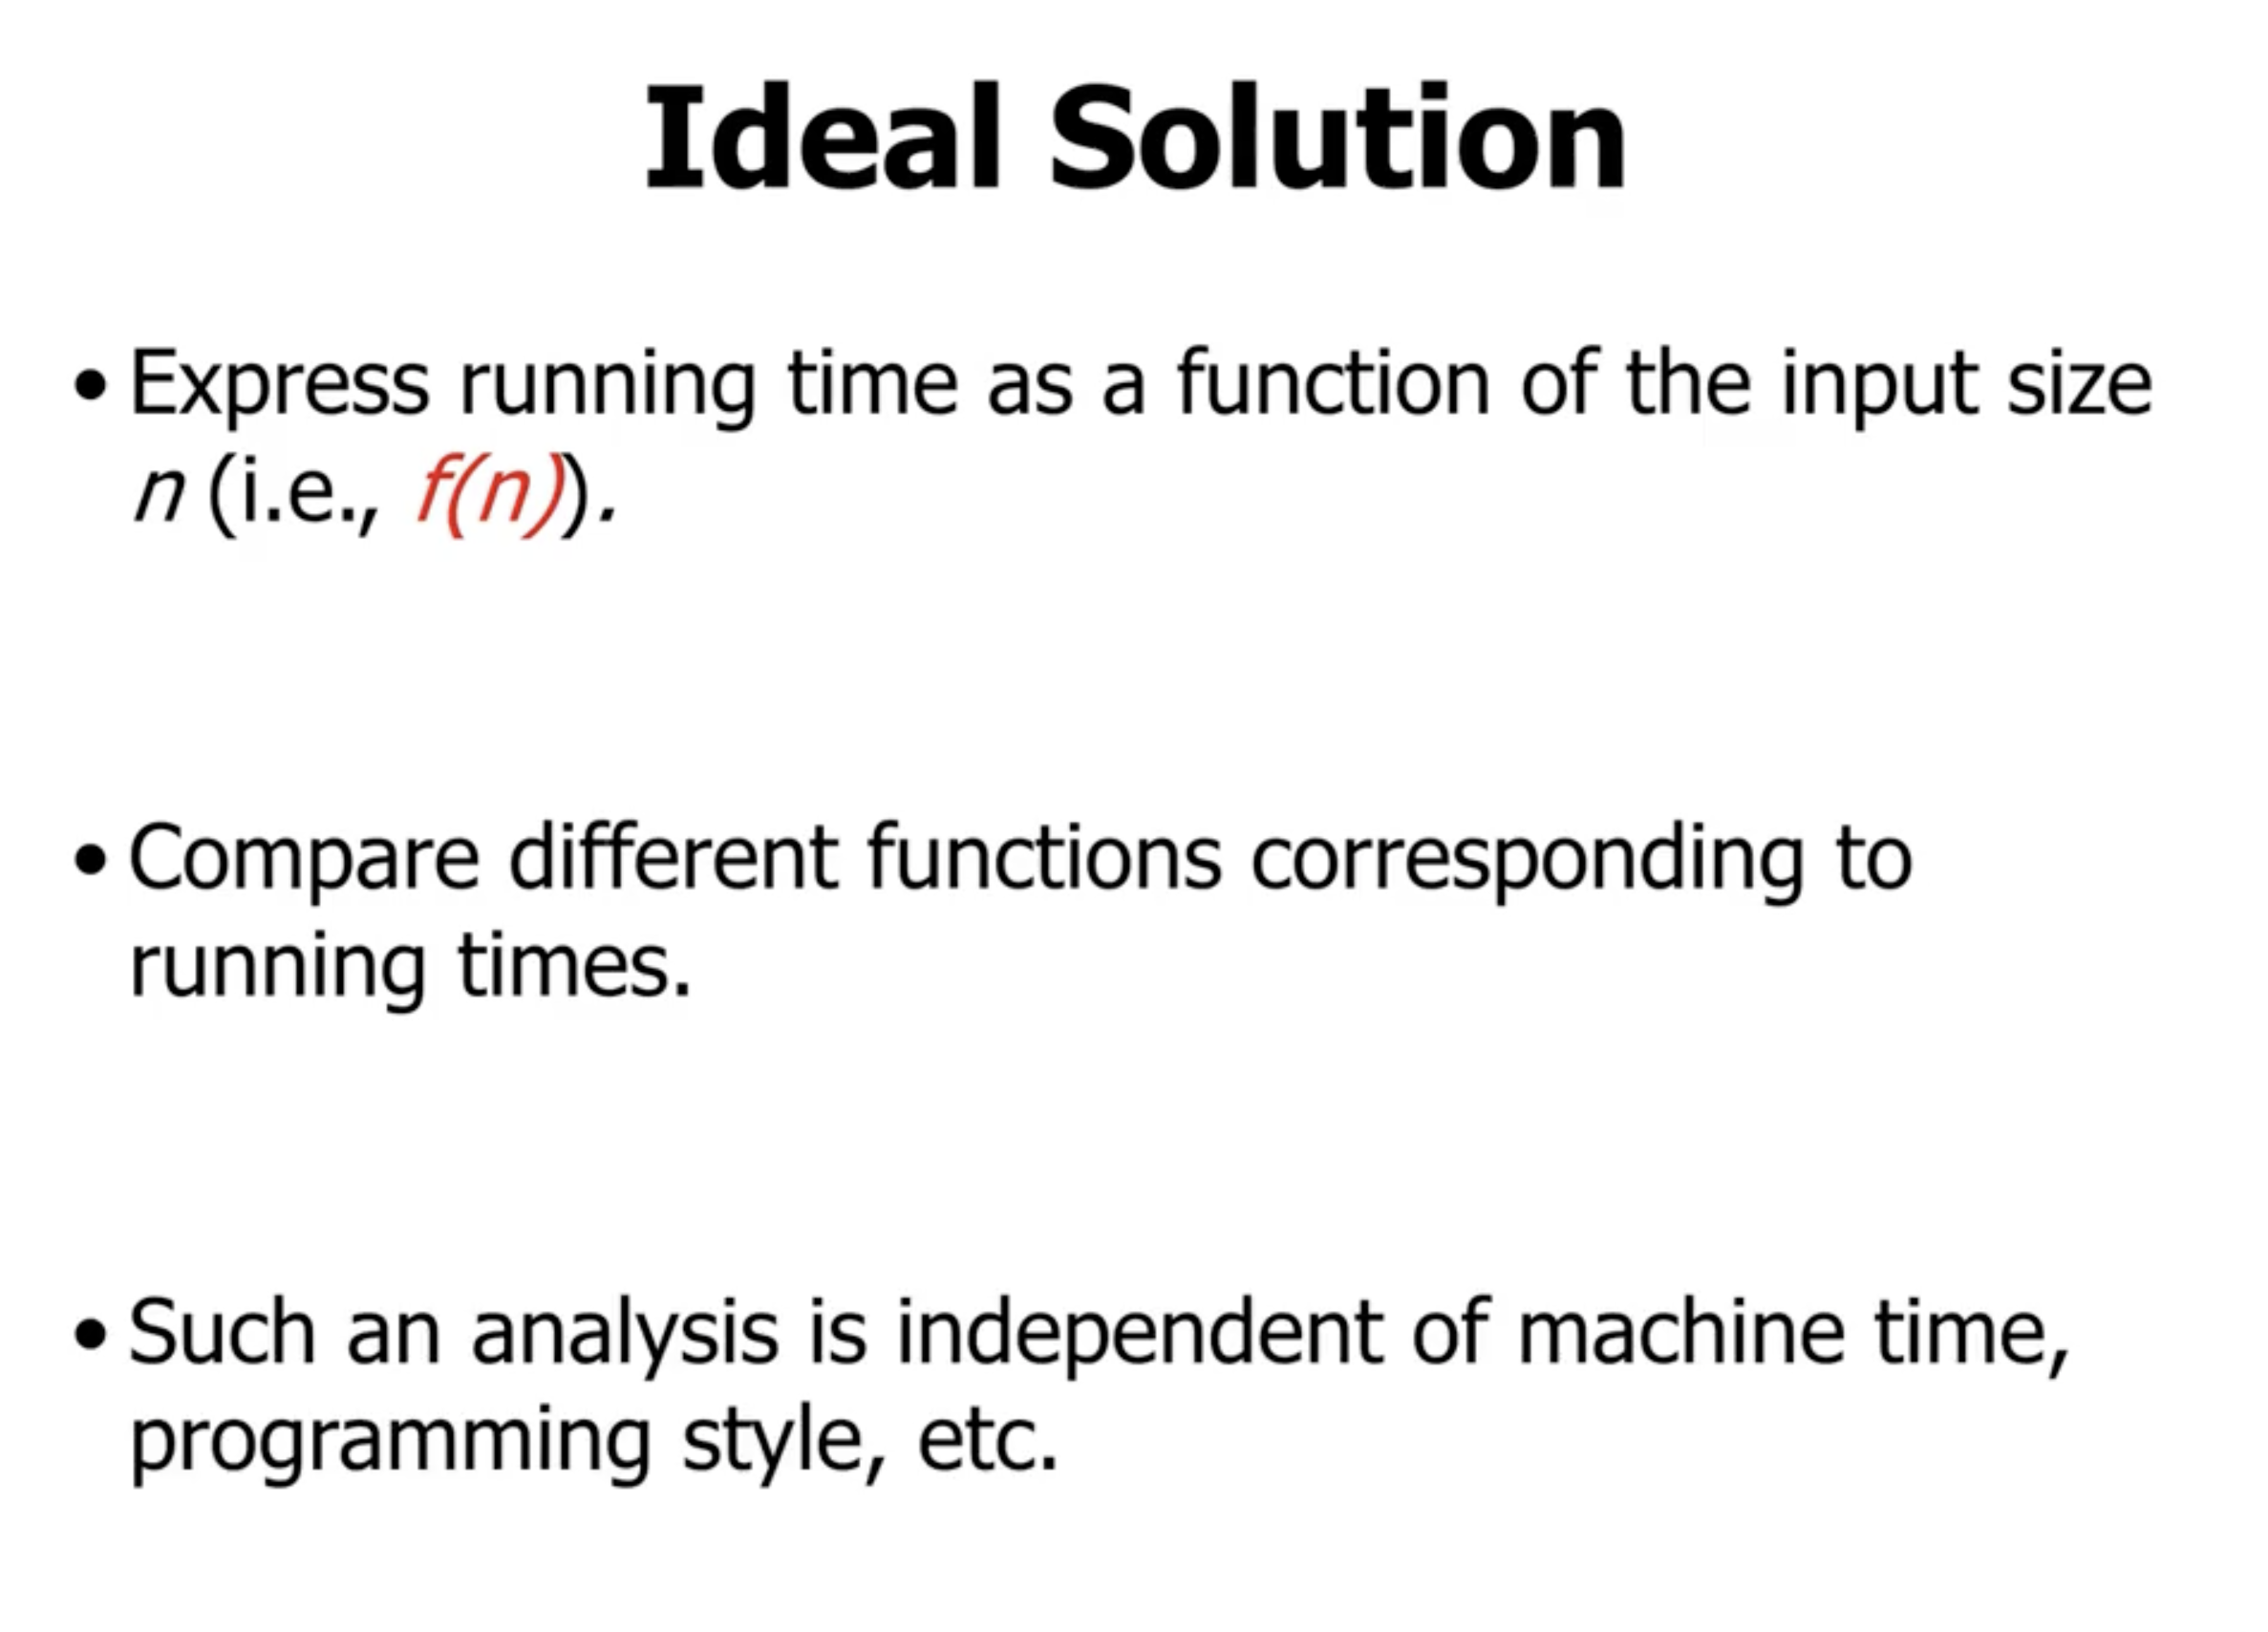 Ideal Solution
• Express running time as a function of the input size
n (i.e., f(n)).
• Compare different functions corresponding to
running times.
• Such an analysis is independent of machine time,
programming style, etc.